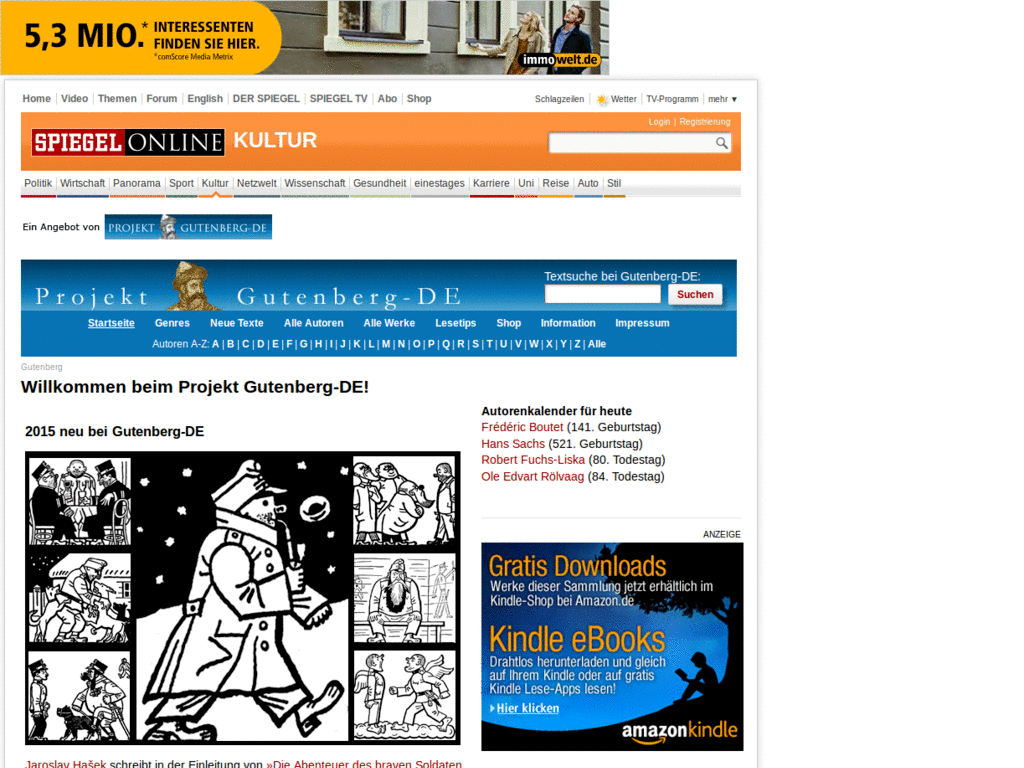 5,3 MIO.* INTERESSENTEN
FINDEN SIE HIER.
*comScore Media Metrix
immowelt.de
Home Video Themen Forum English DER SPIEGEL SPIEGEL TV Abo Shop
Schlagzeilen Wetter TV-Programm mehr ▼
Login | Registrierung
SPIEGEL ONLINE KULTUR
Politik Wirtschaft Panorama Sport Kultur Netzwelt Wissenschaft Gesundheit einestages Karriere Uni Reise Auto Stil
Ein Angebot von PROJEKT GUTENBERG-DE
Textsuche bei Gutenberg-DE:
Projekt Gutenberg-DE
Suchen
Startseite Genres Neue Texte Alle Autoren Alle Werke Lesetips Shop Information Impressum
Autoren A-Z: A | B | C | D | E | F | G | H | I | J | K | L | M | N | O | P | Q | R | S | T | U | V | W | X | Y | Z | Alle
Gutenberg
Willkommen beim Projekt Gutenberg-DE!
2015 neu bei Gutenberg-DE
Jaroslav Hašek schreibt in der Einleitung von »Die Abenteuer des braven Soldaten
Autorenkalender für heute
Frédéric Boutet (141. Geburtstag)
Hans Sachs (521. Geburtstag)
Robert Fuchs-Liska (80. Todestag)
Ole Edvart Rölvaag (84. Todestag)
ANZEIGE
Gratis Downloads
Werke dieser Sammlung jetzt erhältlich im
Kindle-Shop bei Amazon.de
Kindle eBooks
Drahtlos herunterladen und gleich
auf Ihrem Kindle oder auf gratis
Kindle Lese-Apps lesen!
Hier klicken
amazonkindle